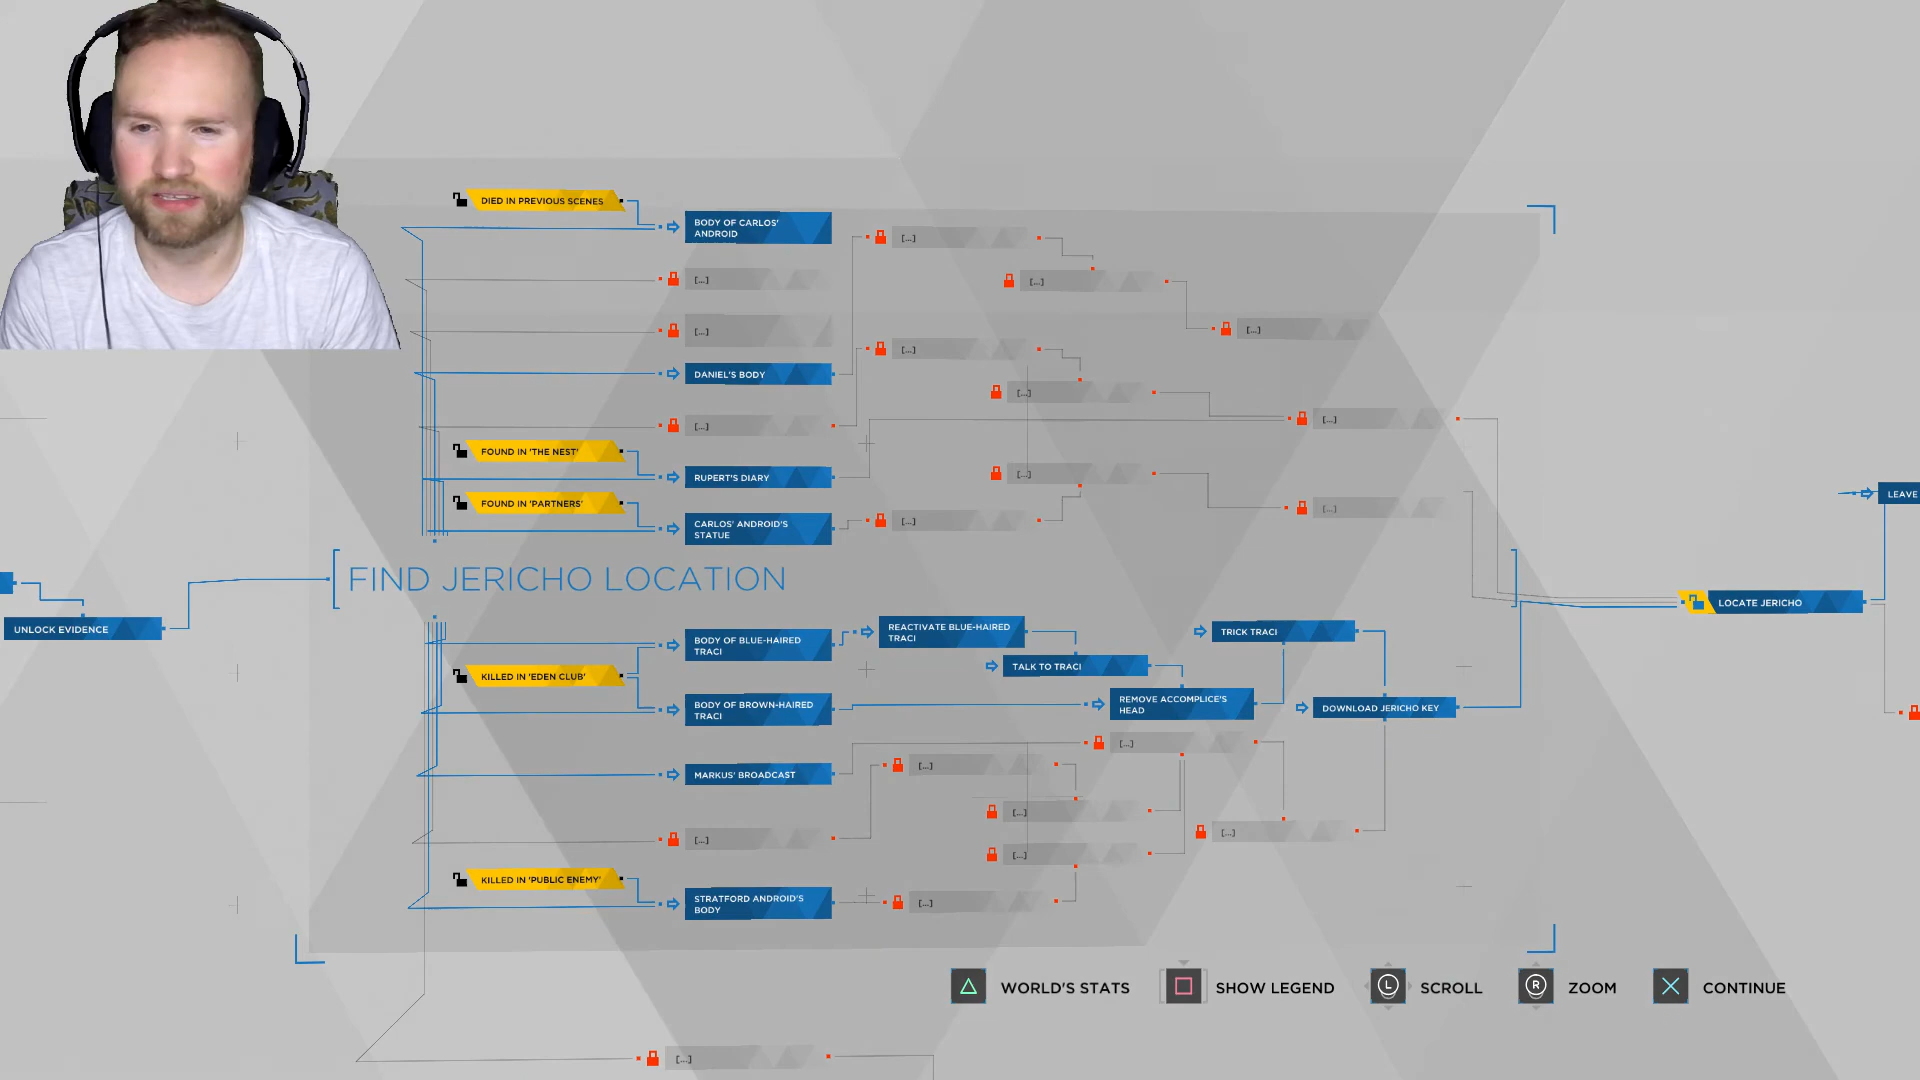 DIED IN PREVIOUS SCENES
BODY OF CARLOS'
ANDROID
[...]
[...]
[...]
[...]
[...]
[...]
DANIEL'S BODY
[...]
[...]
[...]
[...]
FOUND IN 'THE NEST'
RUPERT'S DIARY
[...]
FOUND IN 'PARTNERS'
CARLOS' ANDROID'S
STATUE
[...]
[...]
LEAVE
FIND JERICHO LOCATION
UNLOCK EVIDENCE
LOCATE JERICHO
BODY OF BLUE-HAIRED
TRACI
REACTIVATE BLUE-HAIRED
TRACI
TRICK TRACI
TALK TO TRACI
KILLED IN 'EDEN CLUB'
BODY OF BROWN-HAIRED
TRACI
REMOVE ACCOMPLICE'S
HEAD
DOWNLOAD JERICHO KEY
[...]
MARKUS' BROADCAST
[...]
[...]
[...]
[...]
[...]
KILLED IN 'PUBLIC ENEMY'
STRATFORD ANDROID'S
BODY
[...]
WORLD'S STATS
SHOW LEGEND
L
SCROLL
R
ZOOM
CONTINUE
[...]